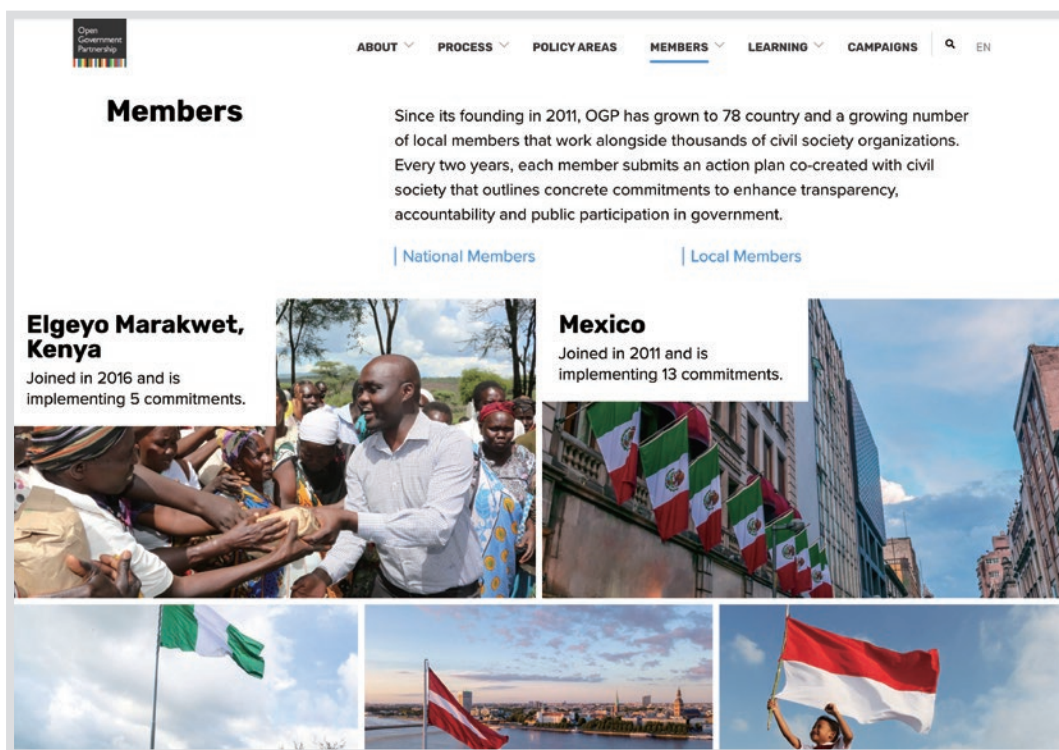 Open
Government
Partnership
ABOUT
PROCESS
POLICY AREAS
MEMBERS
LEARNING
CAMPAIGNS
EN
Members
Since its founding in 2011, OGP has grown to 78 country and a growing number
of local members that work alongside thousands of civil society organizations.
Every two years, each member submits an action plan co-created with civil
society that outlines concrete commitments to enhance transparency,
accountability and public participation in government.
National Members
Local Members
Elgeyo Marakwet,
Kenya
Joined in 2016 and is
implementing 5 commitments.
Mexico
Joined in 2011 and is
implementing 13 commitments.